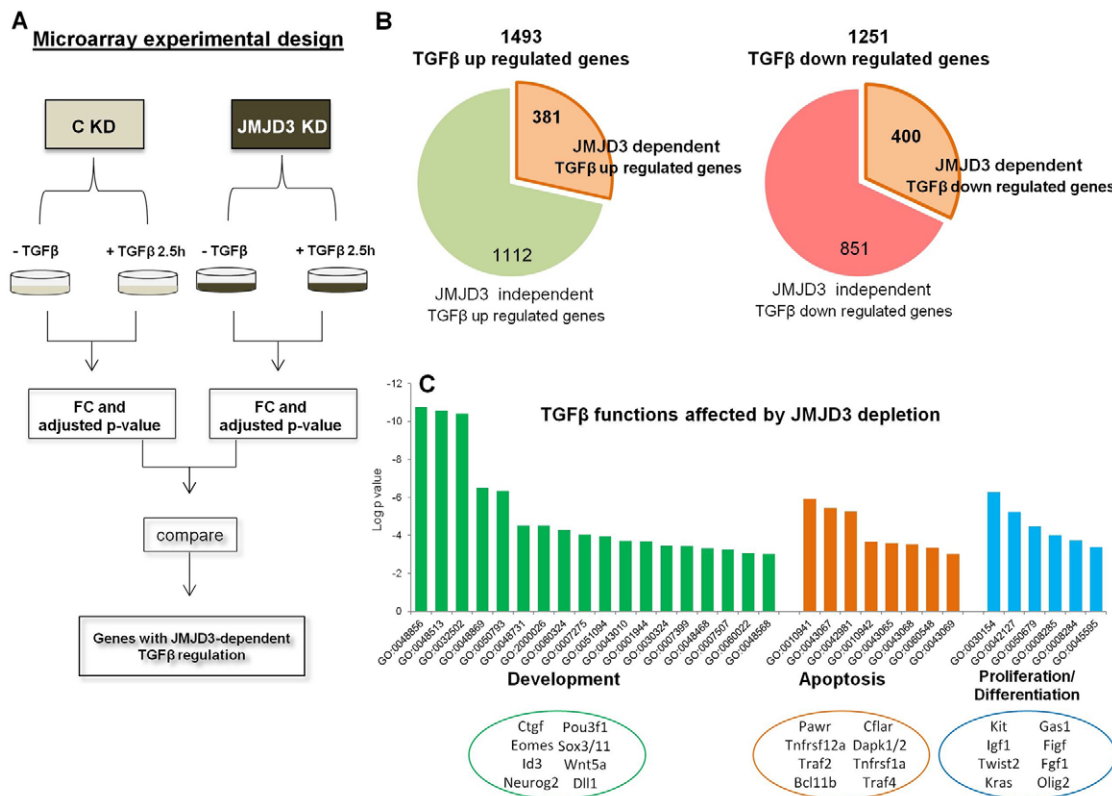 A
Microarray experimental design
C KD
JMJD3 KD
- TGFβ
+ TGFβ 2.5h
- TGFβ
+ TGFβ 2.5h
FC and
adjusted p-value
FC and
adjusted p-value
compare
Genes with JMJD3-dependent
TGFβ regulation
B
1493
TGFβ up regulated genes
381
JMJD3 dependent
TGFβ up regulated genes
1112
JMJD3 independent
TGFβ up regulated genes
1251
TGFβ down regulated genes
400
JMJD3 dependent
TGFβ down regulated genes
851
JMJD3 independent
TGFβ down regulated genes
C
TGFβ functions affected by JMJD3 depletion
Log p value
-12
-10
-8
-6
-4
-2
0
GO:0048856
GO:0048513
GO:0032502
GO:0048869
GO:0050793
GO:0048731
GO:2000026
GO:0060324
GO:0007275
GO:0051094
GO:0043010
GO:0001944
GO:0030324
GO:0007399
GO:0048468
GO:0007507
GO:0060022
GO:0048568
GO:0010941
GO:0043067
GO:0042981
GO:0010942
GO:0043065
GO:0043068
GO:0060548
GO:0043069
GO:0030154
GO:0042127
GO:0050679
GO:0008285
GO:0008284
GO:0045595
Development
Apoptosis
Proliferation/
Differentiation
Ctgf Pou3f1
Eomes Sox3/11
Id3 Wnt5a
Neurog2 Dll1
Pawr Cflar
Tnfrsf12a Dapk1/2
Traf2 Tnfrsf1a
Bcl11b Traf4
Kit Gas1
Igf1 Figf
Twist2 Fgf1
Kras Olig2